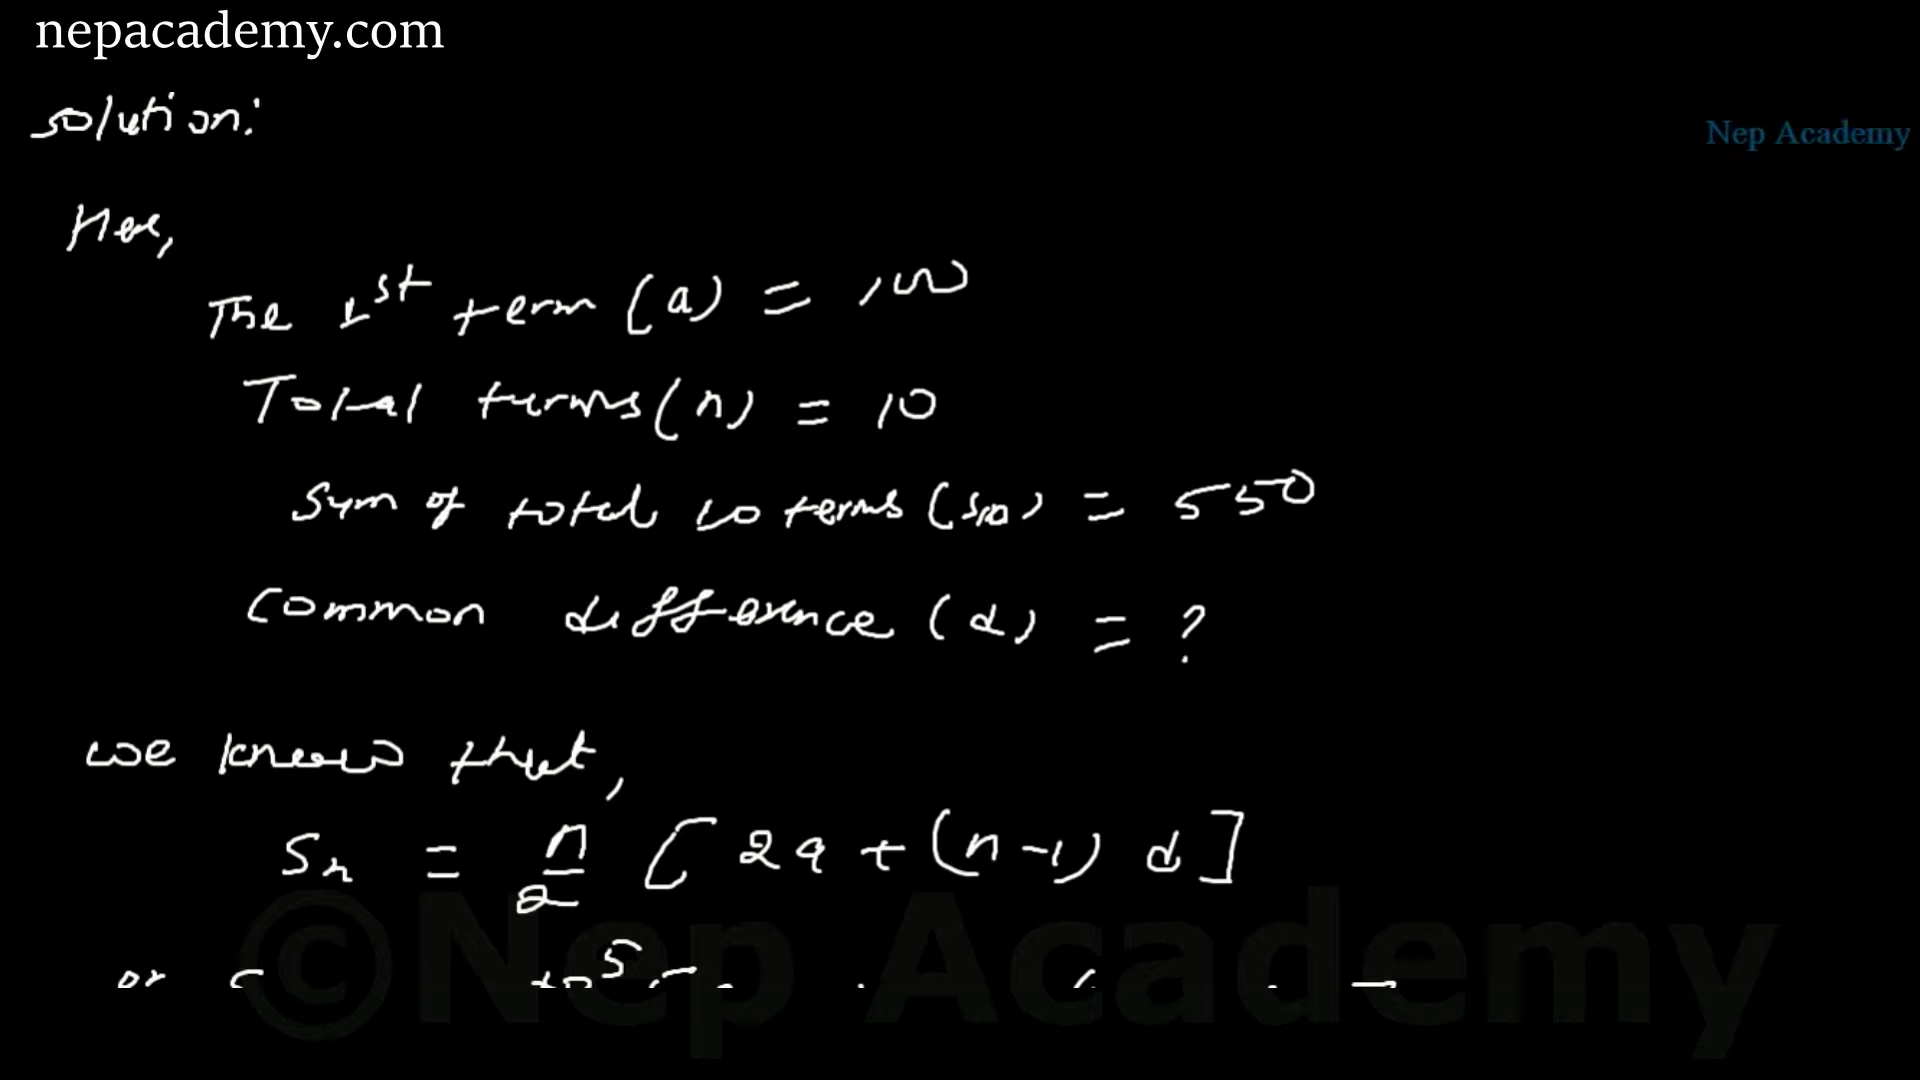 nepacademy.com
solution:
Nep Academy
Here,
The 1st term (a) = 100
Total terms (n) = 10
Sum of total 10 terms (S10) = 550
Common difference (d) = ?
we know that,
Sn = n/2 [2a + (n-1) d]
©Nep Academy
or